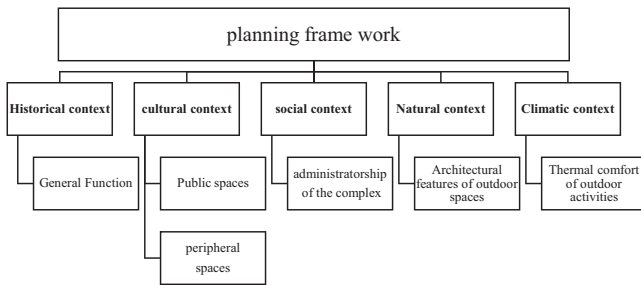 planning frame work
Historical context
cultural context
social context
Natural context
Climatic context
General Function
Public spaces
administratorship
of the complex
Architectural
features of outdoor
spaces
Thermal comfort
of outdoor
activities
peripheral
spaces